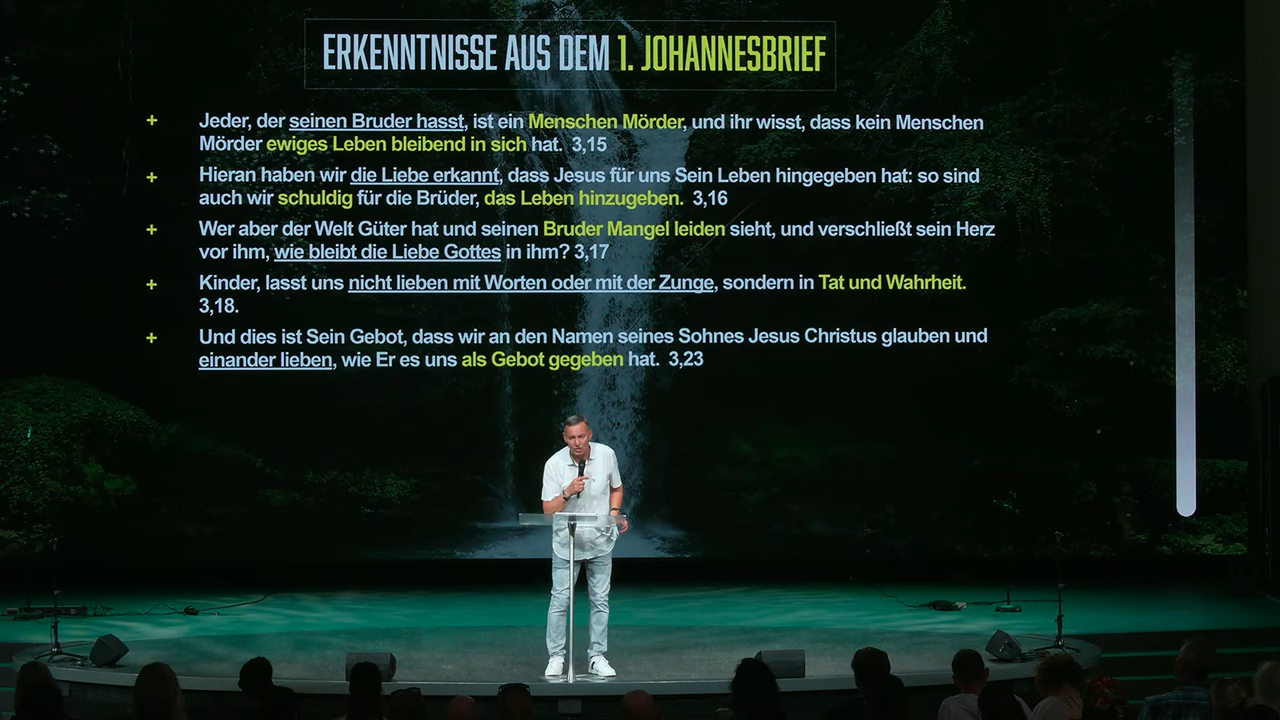 ERKENNTNISSE AUS DEM 1. JOHANNESBRIEF
+ Jeder, der seinen Bruder hasst, ist ein Menschen Mörder, und ihr wisst, dass kein Menschen
Mörder ewiges Leben bleibend in sich hat. 3,15
+ Hieran haben wir die Liebe erkannt, dass Jesus für uns Sein Leben hingegeben hat: so sind
auch wir schuldig für die Brüder, das Leben hinzugeben. 3,16
+ Wer aber der Welt Güter hat und seinen Bruder Mangel leiden sieht, und verschließt sein Herz
vor ihm, wie bleibt die Liebe Gottes in ihm? 3,17
+ Kinder, lasst uns nicht lieben mit Worten oder mit der Zunge, sondern in Tat und Wahrheit.
3,18.
+ Und dies ist Sein Gebot, dass wir an den Namen seines Sohnes Jesus Christus glauben und
einander lieben, wie Er es uns als Gebot gegeben hat. 3,23